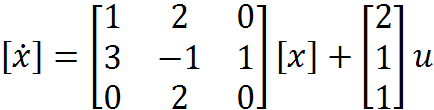 [ẋ] = [1 2 0; 3 −1 1; 0 2 0] [x] + [2; 1; 1] u